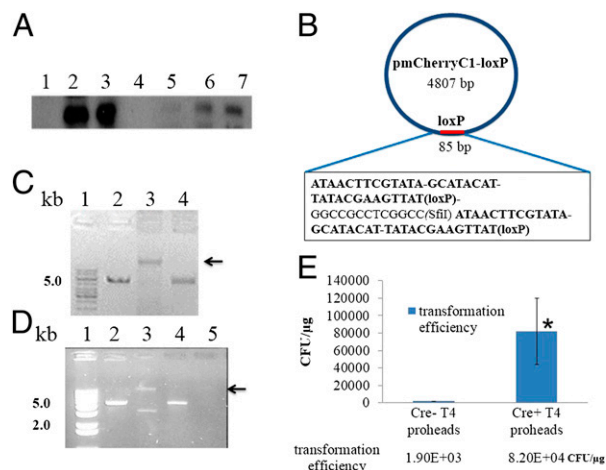 A
1 2 3 4 5 6 7
B
pmCherryC1-loxP
4807 bp
loxP
85 bp
ATAACTTCGTATA-GCATACAT-
TATACGAAGTTAT(loxP)-
GGCCGCCTCGGCC(SfiI) ATAACTTCGTATA-
GCATACAT-TATACGAAGTTAT(loxP)
C
kb 1 2 3 4
5.0
D
kb 1 2 3 4 5
5.0
2.0
E
140000
120000
100000
80000
60000
40000
20000
0
CFU/μg
transformation
efficiency
*
Cre- T4
proheads
Cre+ T4
proheads
transformation
efficiency
1.90E+03 8.20E+04 CFU/μg